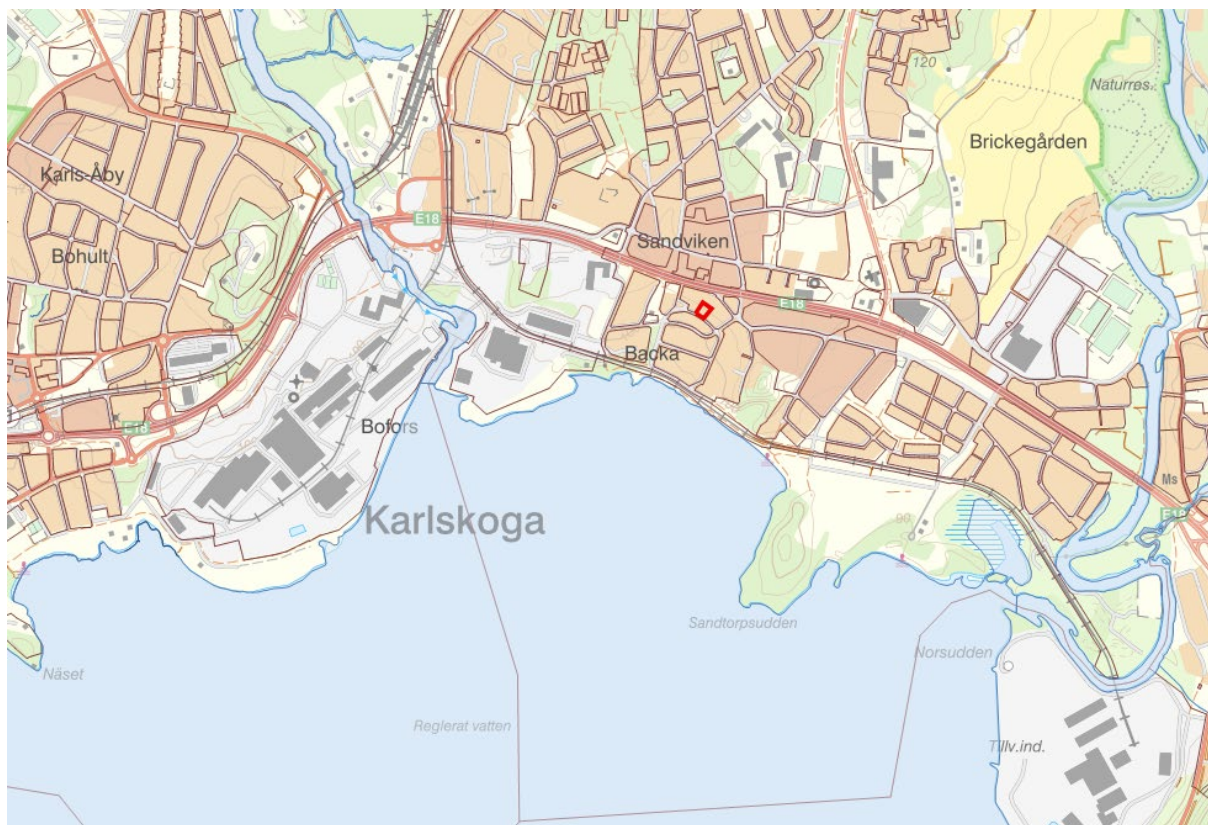 120
Naturres.
Brickegården
Karls-Åby
E18
Bohult
Sandviken
E18
Backa
Bofors
E18
Karlskoga
Ms
E18
90
Sandtorpsudden
Norsudden
Näset
Reglerat vatten
Tillv.ind.